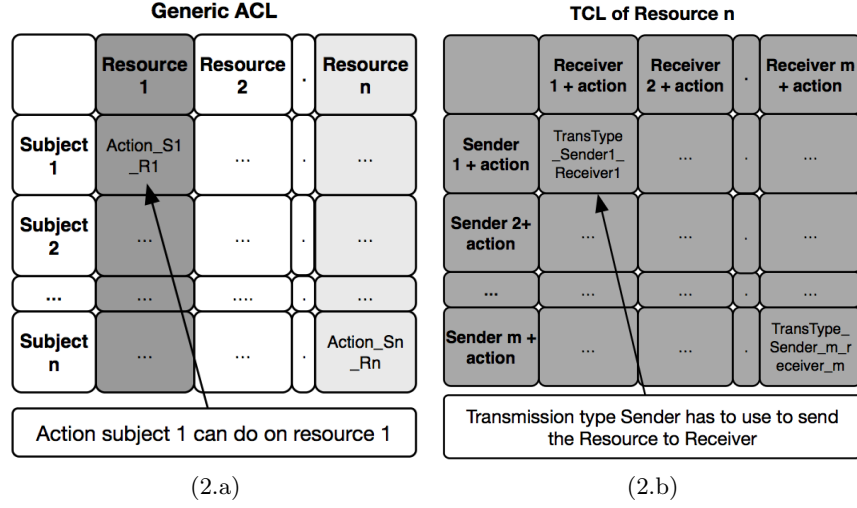 Generic ACL
Resource
1
Resource
2
.
Resource
n
Subject
1
Action_S1
_R1
...
.
...
Subject
2
...
...
.
...
...
...
....
.
...
Subject
n
...
...
.
Action_Sn
_Rn
Action subject 1 can do on resource 1
(2.a)
TCL of Resource n
Receiver
1 + action
Receiver
2 + action
.
Receiver m
+ action
Sender
1 + action
TransType
_Sender1_
Receiver1
...
.
...
Sender 2+
action
...
...
.
...
...
...
...
.
...
Sender m +
action
...
...
.
TransType_
Sender_m_r
eceiver_m
Transmission type Sender has to use to send
the Resource to Receiver
(2.b)